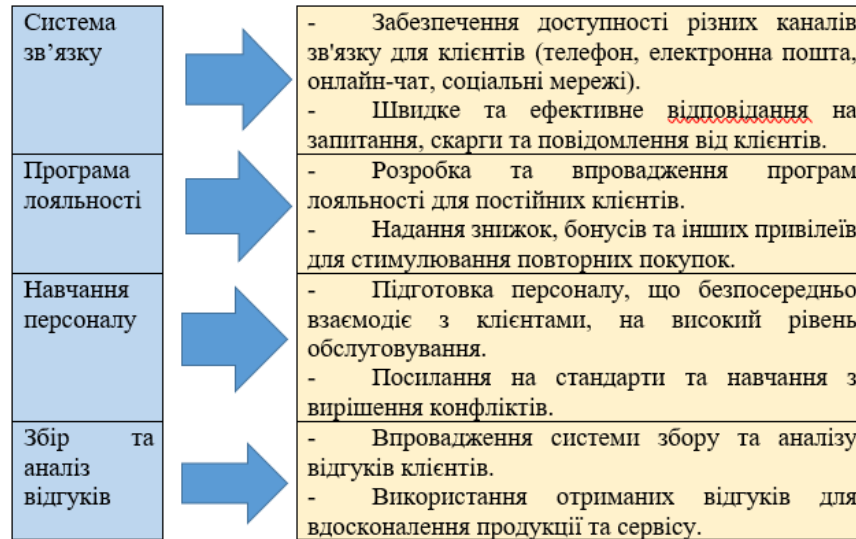 Система
зв’язку
- Забезпечення доступності різних каналів
зв'язку для клієнтів (телефон, електронна пошта,
онлайн-чат, соціальні мережі).
- Швидке та ефективне відповідання на
запитання, скарги та повідомлення від клієнтів.
Програма
лояльності
- Розробка та впровадження програм
лояльності для постійних клієнтів.
- Надання знижок, бонусів та інших привілеїв
для стимулювання повторних покупок.
Навчання
персоналу
- Підготовка персоналу, що безпосередньо
взаємодіє з клієнтами, на високий рівень
обслуговування.
- Посилання на стандарти та навчання з
вирішення конфліктів.
Збір та
аналіз
відгуків
- Впровадження системи збору та аналізу
відгуків клієнтів.
- Використання отриманих відгуків для
вдосконалення продукції та сервісу.